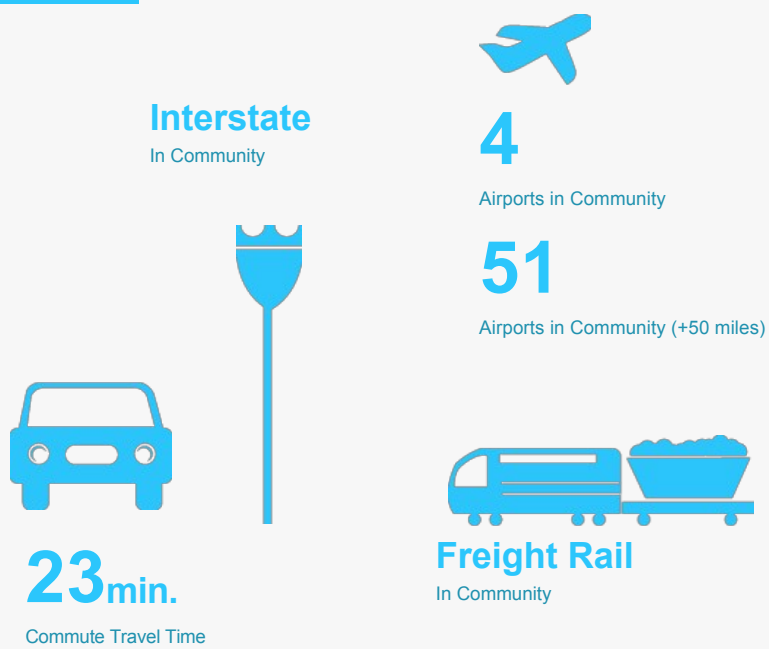 Interstate
In Community
4
Airports in Community
51
Airports in Community (+50 miles)
23min.
Commute Travel Time
Freight Rail
In Community